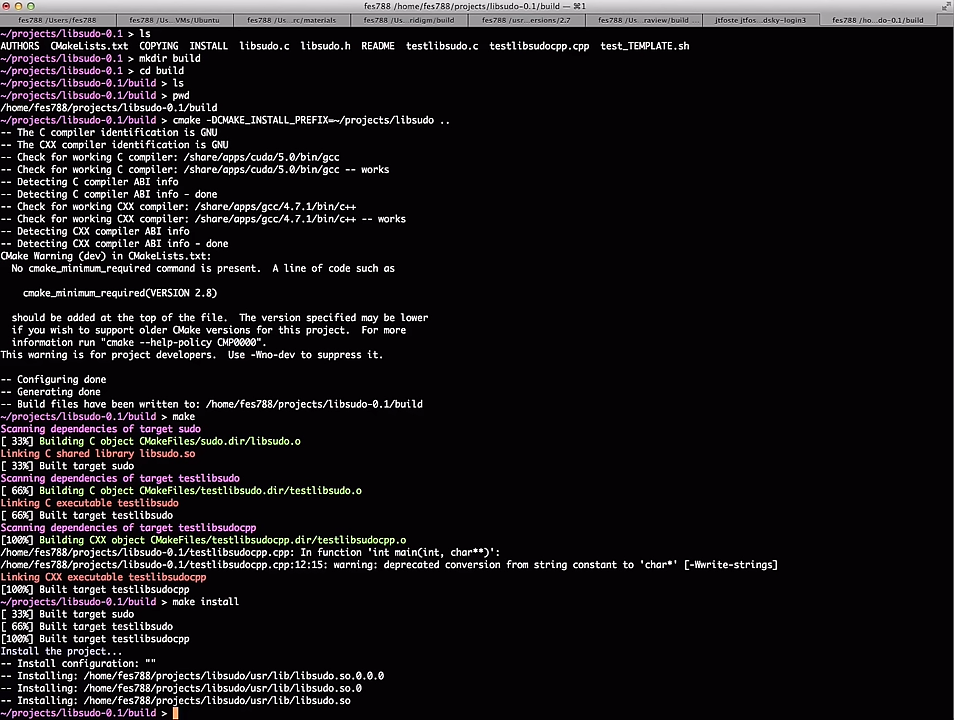 fes788 /home/fes788/projects/libsudo-0.1/build — ⌘1
fes788 /Users/fes788
fes788 /Us...VMs/Ubuntu
fes788 /Us...rc/materials
fes788 /Us...ridigm/build
fes788 /usr...ersions/2.7
fes788 /Us...raview/build
jtfoste jtfos...dsky-login3
fes788 /ho...do-0.1/build
~/projects/libsudo-0.1 > ls
AUTHORS CMakeLists.txt COPYING INSTALL libsudo.c libsudo.h README testlibsudo.c testlibsudocpp.cpp test_TEMPLATE.sh
~/projects/libsudo-0.1 > mkdir build
~/projects/libsudo-0.1 > cd build
~/projects/libsudo-0.1/build > ls
~/projects/libsudo-0.1/build > pwd
/home/fes788/projects/libsudo-0.1/build
~/projects/libsudo-0.1/build > cmake -DCMAKE_INSTALL_PREFIX=~/projects/libsudo ..
-- The C compiler identification is GNU
-- The CXX compiler identification is GNU
-- Check for working C compiler: /share/apps/cuda/5.0/bin/gcc
-- Check for working C compiler: /share/apps/cuda/5.0/bin/gcc -- works
-- Detecting C compiler ABI info
-- Detecting C compiler ABI info - done
-- Check for working CXX compiler: /share/apps/gcc/4.7.1/bin/c++
-- Check for working CXX compiler: /share/apps/gcc/4.7.1/bin/c++ -- works
-- Detecting CXX compiler ABI info
-- Detecting CXX compiler ABI info - done
CMake Warning (dev) in CMakeLists.txt:
No cmake_minimum_required command is present. A line of code such as
cmake_minimum_required(VERSION 2.8)
should be added at the top of the file. The version specified may be lower
if you wish to support older CMake versions for this project. For more
information run "cmake --help-policy CMP0000".
This warning is for project developers. Use -Wno-dev to suppress it.
-- Configuring done
-- Generating done
-- Build files have been written to: /home/fes788/projects/libsudo-0.1/build
~/projects/libsudo-0.1/build > make
Scanning dependencies of target sudo
[ 33%] Building C object CMakeFiles/sudo.dir/libsudo.o
Linking C shared library libsudo.so
[ 33%] Built target sudo
Scanning dependencies of target testlibsudo
[ 66%] Building C object CMakeFiles/testlibsudo.dir/testlibsudo.o
Linking C executable testlibsudo
[ 66%] Built target testlibsudo
Scanning dependencies of target testlibsudocpp
[100%] Building CXX object CMakeFiles/testlibsudocpp.dir/testlibsudocpp.o
/home/fes788/projects/libsudo-0.1/testlibsudocpp.cpp: In function 'int main(int, char**)':
/home/fes788/projects/libsudo-0.1/testlibsudocpp.cpp:12:15: warning: deprecated conversion from string constant to 'char*' [-Wwrite-strings]
Linking CXX executable testlibsudocpp
[100%] Built target testlibsudocpp
~/projects/libsudo-0.1/build > make install
[ 33%] Built target sudo
[ 66%] Built target testlibsudo
[100%] Built target testlibsudocpp
Install the project...
-- Install configuration: ""
-- Installing: /home/fes788/projects/libsudo/usr/lib/libsudo.so.0.0.0
-- Installing: /home/fes788/projects/libsudo/usr/lib/libsudo.so.0
-- Installing: /home/fes788/projects/libsudo/usr/lib/libsudo.so
~/projects/libsudo-0.1/build >